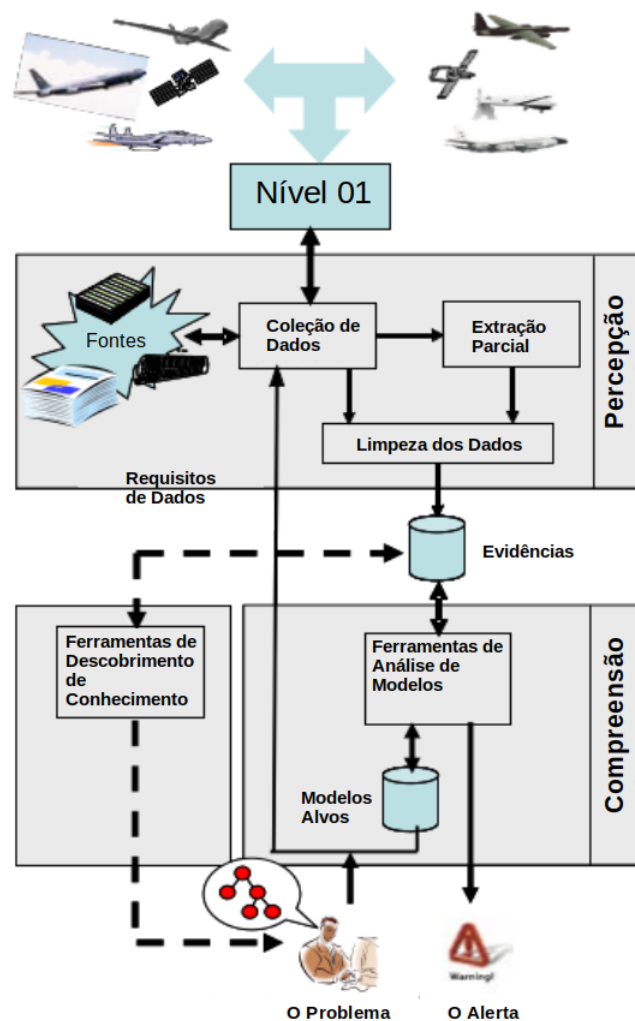 Nível 01
Fontes
Coleção de
Dados
Extração
Parcial
Percepção
Limpeza dos Dados
Requisitos
de Dados
Evidências
Ferramentas de
Descobrimento
de
Conhecimento
Ferramentas de
Análise de
Modelos
Compreensão
Modelos
Alvos
Warning!
O Problema
O Alerta